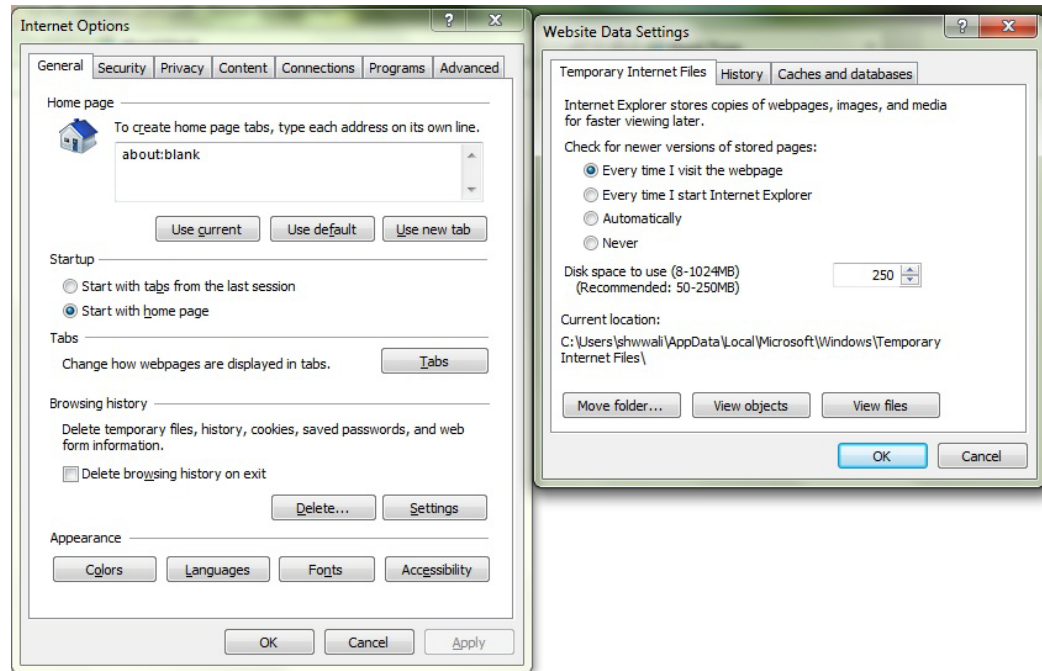 Internet Options
General Security Privacy Content Connections Programs Advanced
Home page
To create home page tabs, type each address on its own line.
about:blank
Use current Use default Use new tab
Startup
Start with tabs from the last session
Start with home page
Tabs
Change how webpages are displayed in tabs. Tabs
Browsing history
Delete temporary files, history, cookies, saved passwords, and web
form information.
Delete browsing history on exit
Delete... Settings
Appearance
Colors Languages Fonts Accessibility
OK Cancel Apply
Website Data Settings
Temporary Internet Files History Caches and databases
Internet Explorer stores copies of webpages, images, and media
for faster viewing later.
Check for newer versions of stored pages:
Every time I visit the webpage
Every time I start Internet Explorer
Automatically
Never
Disk space to use (8-1024MB) 250
(Recommended: 50-250MB)
Current location:
C:\Users\shwwali\AppData\Local\Microsoft\Windows\Temporary
Internet Files\
Move folder... View objects View files
OK Cancel